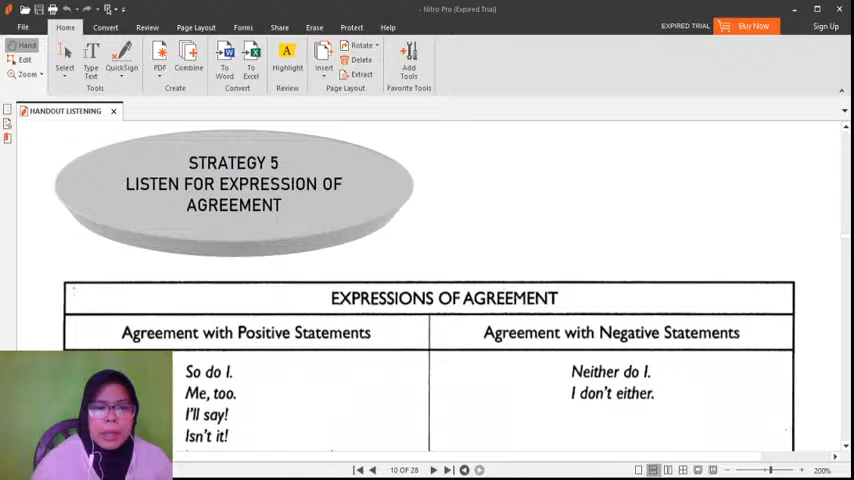 - Nitro Pro (Expired Trial)
File Home Convert Review Page Layout Forms Share Erase Protect Help
EXPIRED TRIAL Buy Now Sign Up
Hand
Edit
Zoom
Select
Type Text
QuickSign
Tools
PDF
Combine
Create
To Word
To Excel
Convert
Highlight
Review
Insert
Rotate
Delete
Extract
Page Layout
Add Tools
Favorite Tools
HANDOUT LISTENING
STRATEGY 5
LISTEN FOR EXPRESSION OF
AGREEMENT
EXPRESSIONS OF AGREEMENT
Agreement with Positive Statements Agreement with Negative Statements
So do I. Neither do I.
Me, too. I don't either.
I'll say!
Isn't it!
10 OF 28
200%